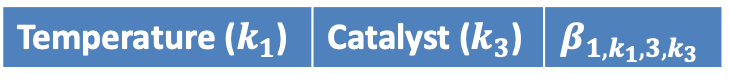 Temperature (k₁) Catalyst (k₃) β₁,ₖ₁,₃,ₖ₃